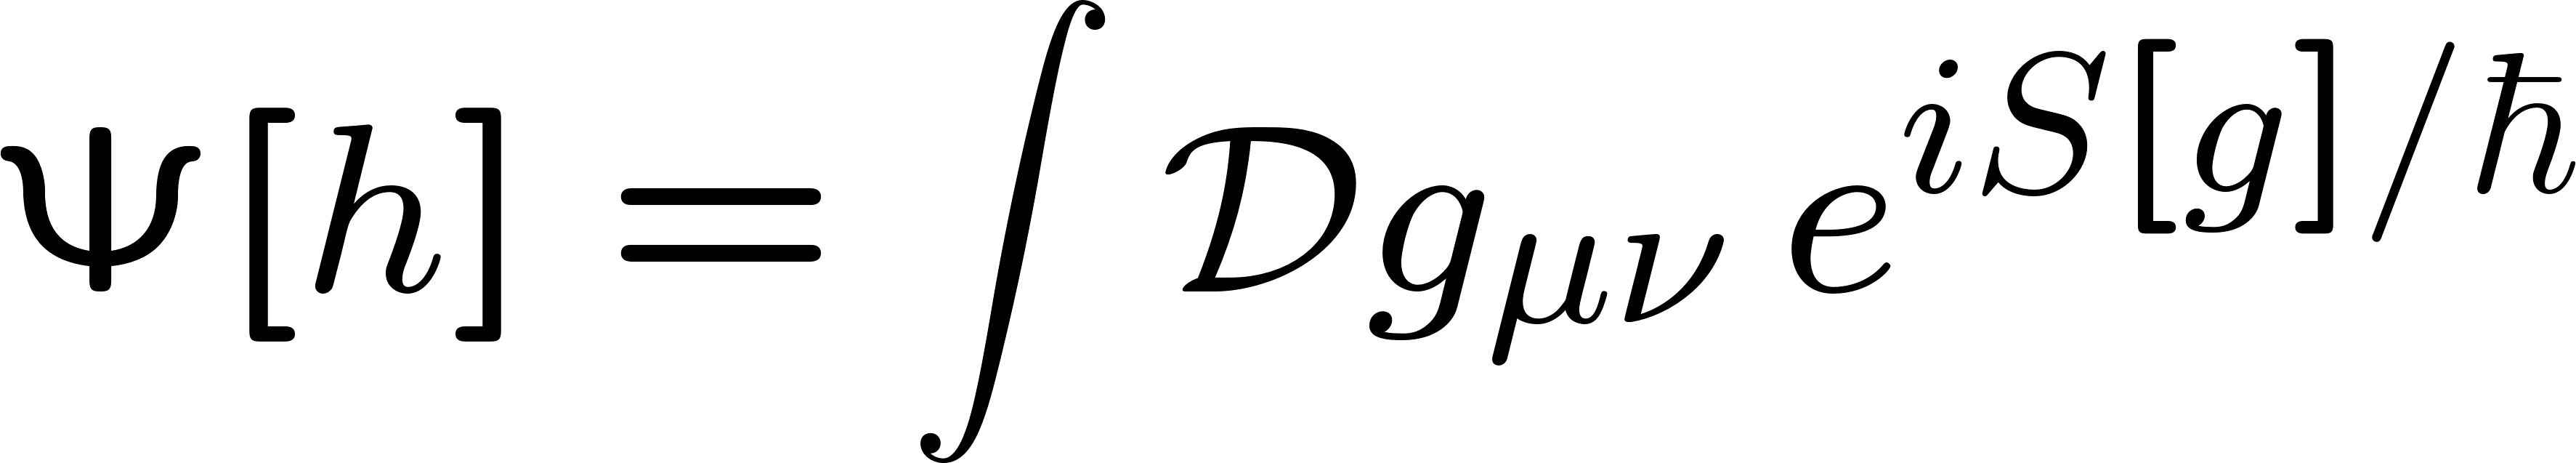 ψ[h] = ∫ 𝒟g_{μν} e^{iS[g]/ℏ}